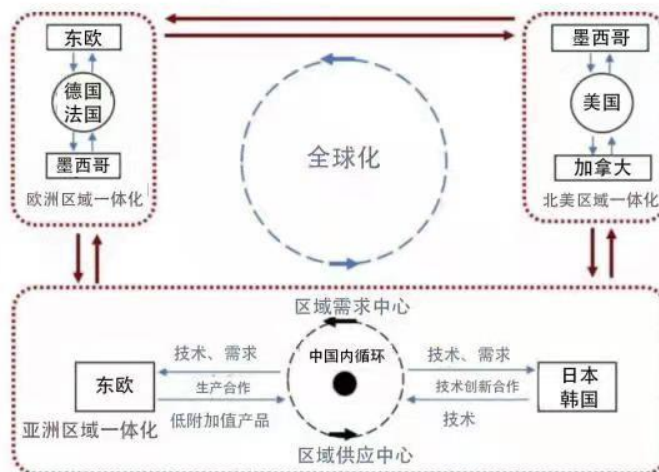 东欧
德国
法国
墨西哥
欧洲区域一体化
全球化
墨西哥
美国
加拿大
北美区域一体化
区域需求中心
技术、需求
中国内循环
技术、需求
东欧
生产合作
技术创新合作
日本
韩国
低附加值产品
技术
亚洲区域一体化
区域供应中心